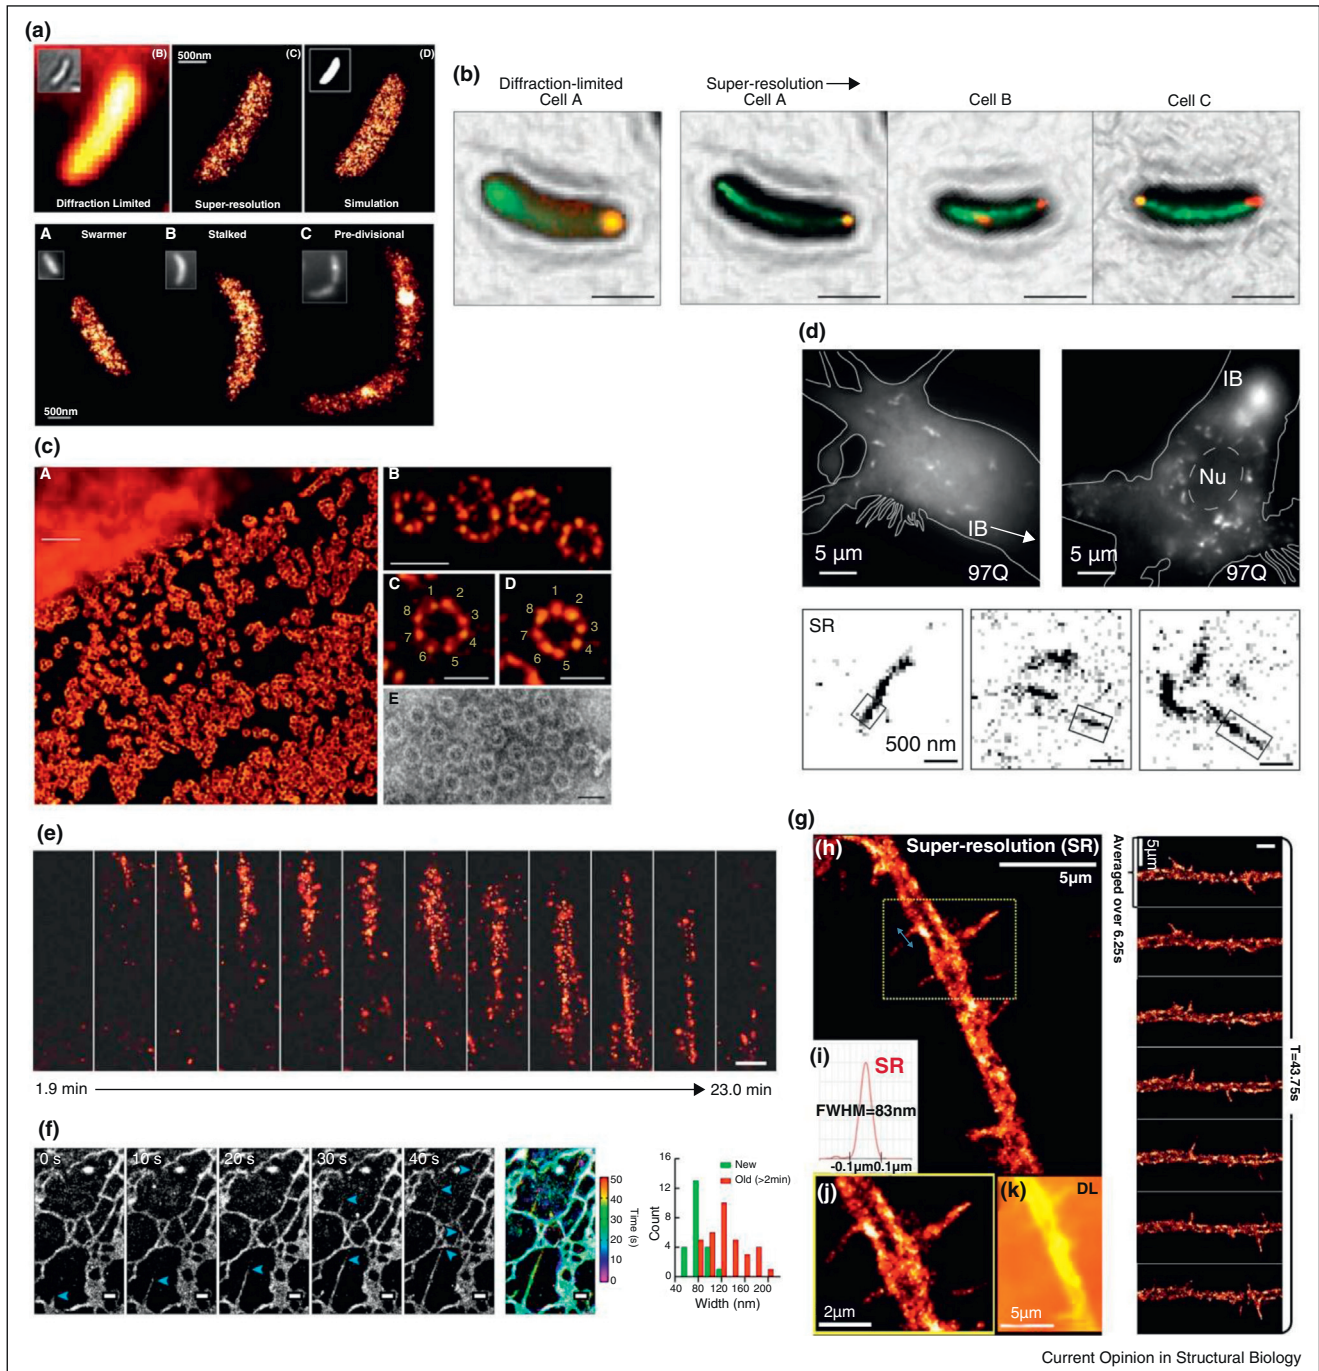 (a)
(B)
500nm
(C)
(D)
Diffraction Limited
Super-resolution
Simulation
A
Swarmer
B
Stalked
C
Pre-divisional
500nm
(b)
Diffraction-limited
Cell A
Super-resolution
Cell A
Cell B
Cell C
(c)
A
B
C
1
2
3
4
5
6
7
8
D
1
2
3
4
5
6
7
8
E
(d)
IB
5 µm
97Q
IB
Nu
5 µm
97Q
SR
500 nm
(e)
1.9 min
23.0 min
(f)
0 s
10 s
20 s
30 s
40 s
50
40
30
20
10
0
Time (s)
16
12
8
4
0
Count
New
Old (>2min)
40
80
120
160
200
Width (nm)
(g)
(h)
Super-resolution (SR)
5µm
(i)
SR
FWHM=83nm
-0.1µm
0.1µm
(j)
2µm
(k)
DL
5µm
Averaged over 6.25s
5µm
T=43.75s
Current Opinion in Structural Biology